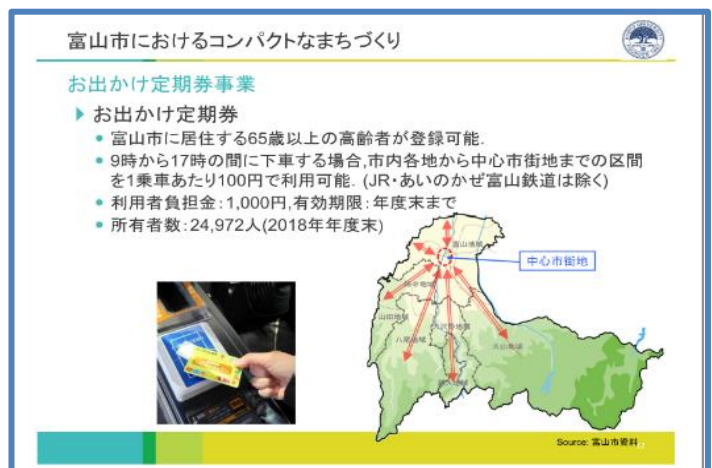 富山市におけるコンパクトなまちづくり
お出かけ定期券事業
お出かけ定期券
富山市に居住する65歳以上の高齢者が登録可能.
9時から17時の間に下車する場合,市内各地から中心市街地までの区間
を1乗車あたり100円で利用可能. (JR・あいのかぜ富山鉄道は除く)
利用者負担金:1,000円,有効期限:年度末まで
所有者数:24,972人(2018年年度末)
富山地域
中心市街地
山田地域
八尾地域
大山地域
Source: 富山市資料